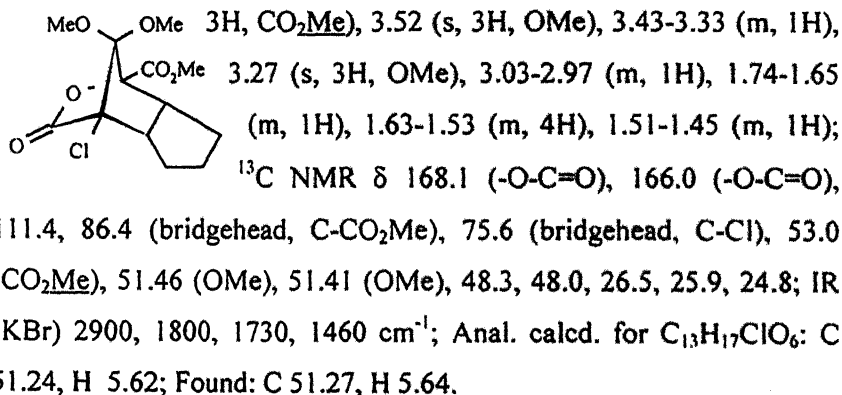 MeO OMe
CO₂Me
O
O
Cl
3H, CO₂Me), 3.52 (s, 3H, OMe), 3.43-3.33 (m, 1H),
3.27 (s, 3H, OMe), 3.03-2.97 (m, 1H), 1.74-1.65
(m, 1H), 1.63-1.53 (m, 4H), 1.51-1.45 (m, 1H);
¹³C NMR δ 168.1 (-O-C=O), 166.0 (-O-C=O),
111.4, 86.4 (bridgehead, C-CO₂Me), 75.6 (bridgehead, C-Cl), 53.0
CO₂Me), 51.46 (OMe), 51.41 (OMe), 48.3, 48.0, 26.5, 25.9, 24.8; IR
KBr) 2900, 1800, 1730, 1460 cm⁻¹; Anal. calcd. for C₁₃H₁₇ClO₆: C
51.24, H 5.62; Found: C 51.27, H 5.64.